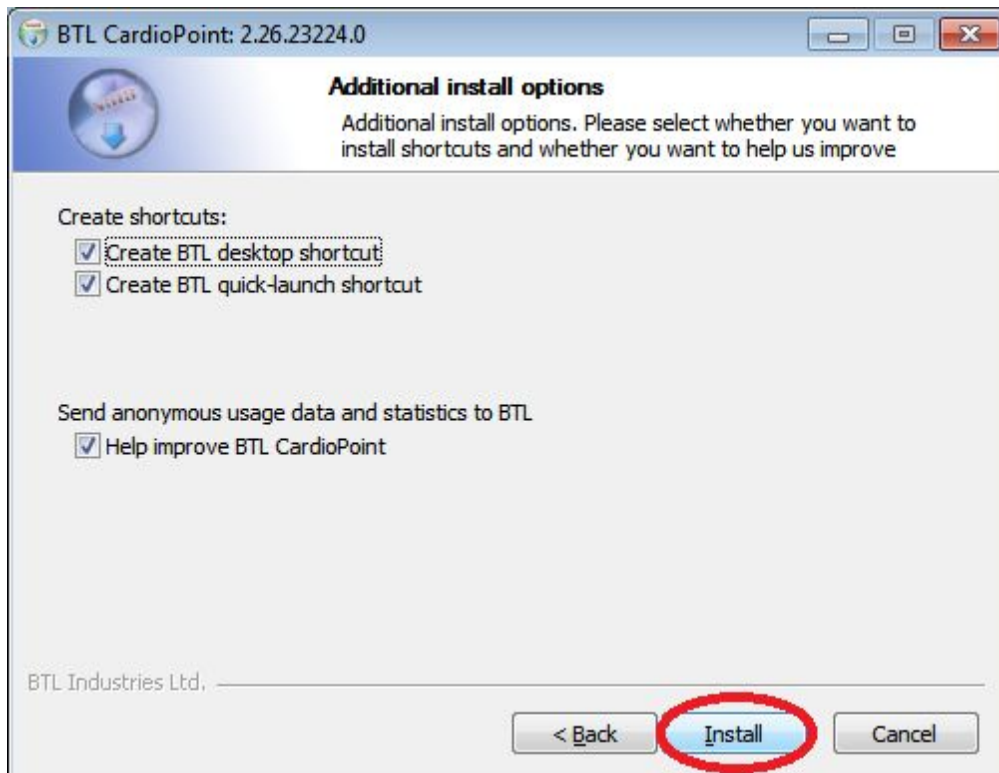 BTL CardioPoint: 2.26.23224.0
Additional install options
Additional install options. Please select whether you want to
install shortcuts and whether you want to help us improve
Create shortcuts:
Create BTL desktop shortcut
Create BTL quick-launch shortcut
Send anonymous usage data and statistics to BTL
Help improve BTL CardioPoint
BTL Industries Ltd.
< Back Install Cancel